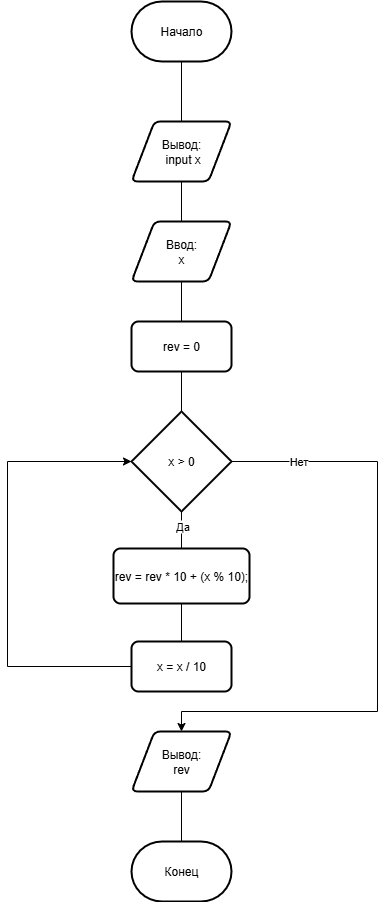 Начало
Вывод:
input x
Ввод:
x
rev = 0
x > 0
Нет
Да
rev = rev * 10 + (x % 10);
x = x / 10
Вывод:
rev
Конец